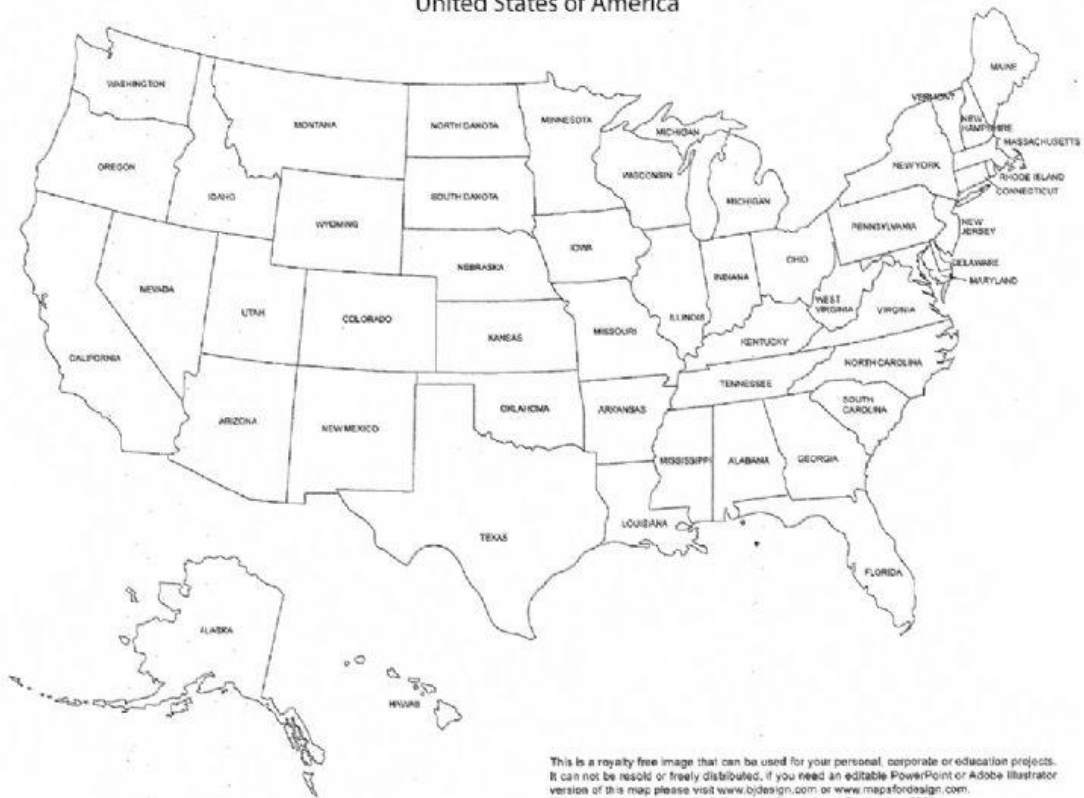 United States of America
MAINE
WASHINGTON
VERMONT
MONTANA
NORTH DAKOTA
MINNESOTA
NEW
HAMPSHIRE
MICHIGAN
MASSACHUSETTS
OREGON
NEW YORK
WISCONSIN
RHODE ISLAND
IDAHO
SOUTH DAKOTA
CONNECTICUT
MICHIGAN
WYOMING
PENNSYLVANIA
NEW
JERSEY
IOWA
OHIO
DELAWARE
NEBRASKA
INDIANA
MARYLAND
NEVADA
WEST
VIRGINIA
VIRGINIA
UTAH
COLORADO
ILLINOIS
MISSOURI
KANSAS
KENTUCKY
CALIFORNIA
NORTH CAROLINA
TENNESSEE
SOUTH
CAROLINA
OKLAHOMA
ARKANSAS
ARIZONA
NEW MEXICO
MISSISSIPPI
ALABAMA
GEORGIA
LOUISIANA
TEXAS
FLORIDA
ALASKA
HAWAII
This is a royalty free image that can be used for your personal, corporate or education projects.
It can not be resold or freely distributed, if you need an editable PowerPoint or Adobe Illustrator
version of this map please visit www.bjdesign.com or www.mapsfordesign.com.